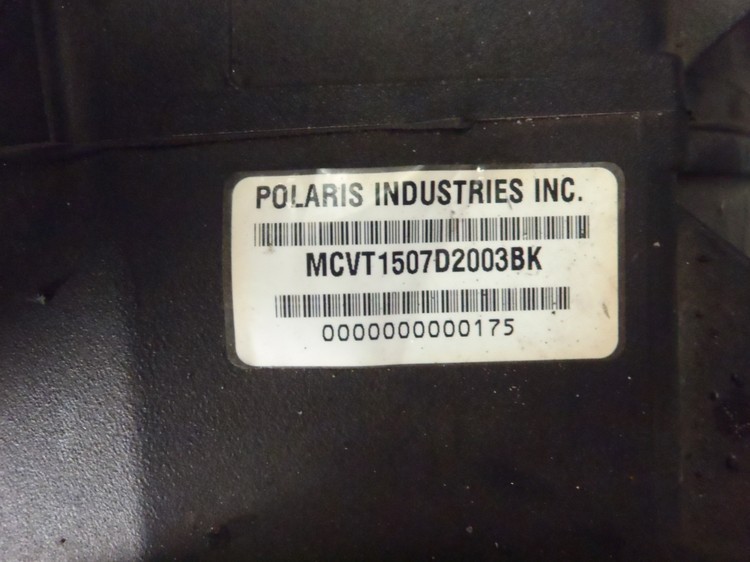 POLARIS INDUSTRIES INC.
MCVT1507D2003BK
0000000000175